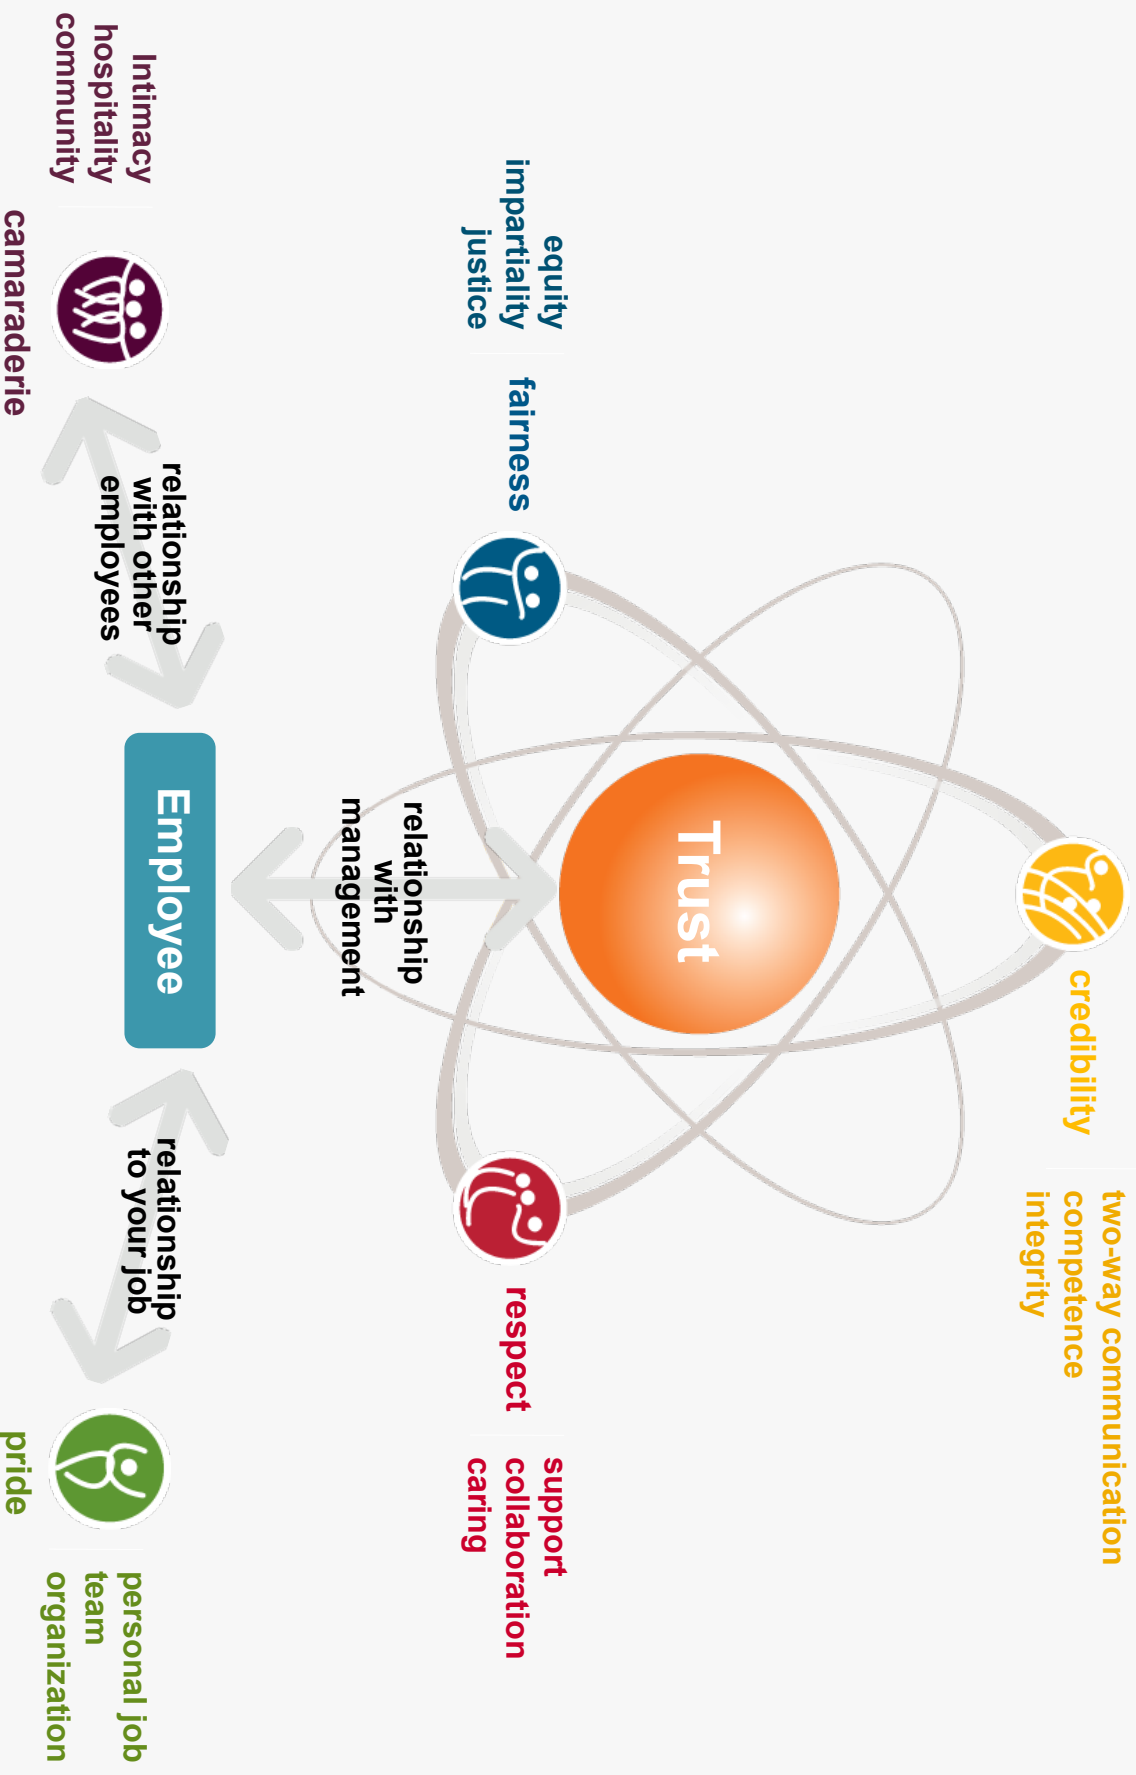 credibility
two-way communication
competence
integrity
equity
impartiality
justice
fairness
Trust
respect
support
collaboration
caring
relationship
with
management
Intimacy
hospitality
community
camaraderie
relationship
with other
employees
Employee
relationship
to your job
pride
personal job
team
organization